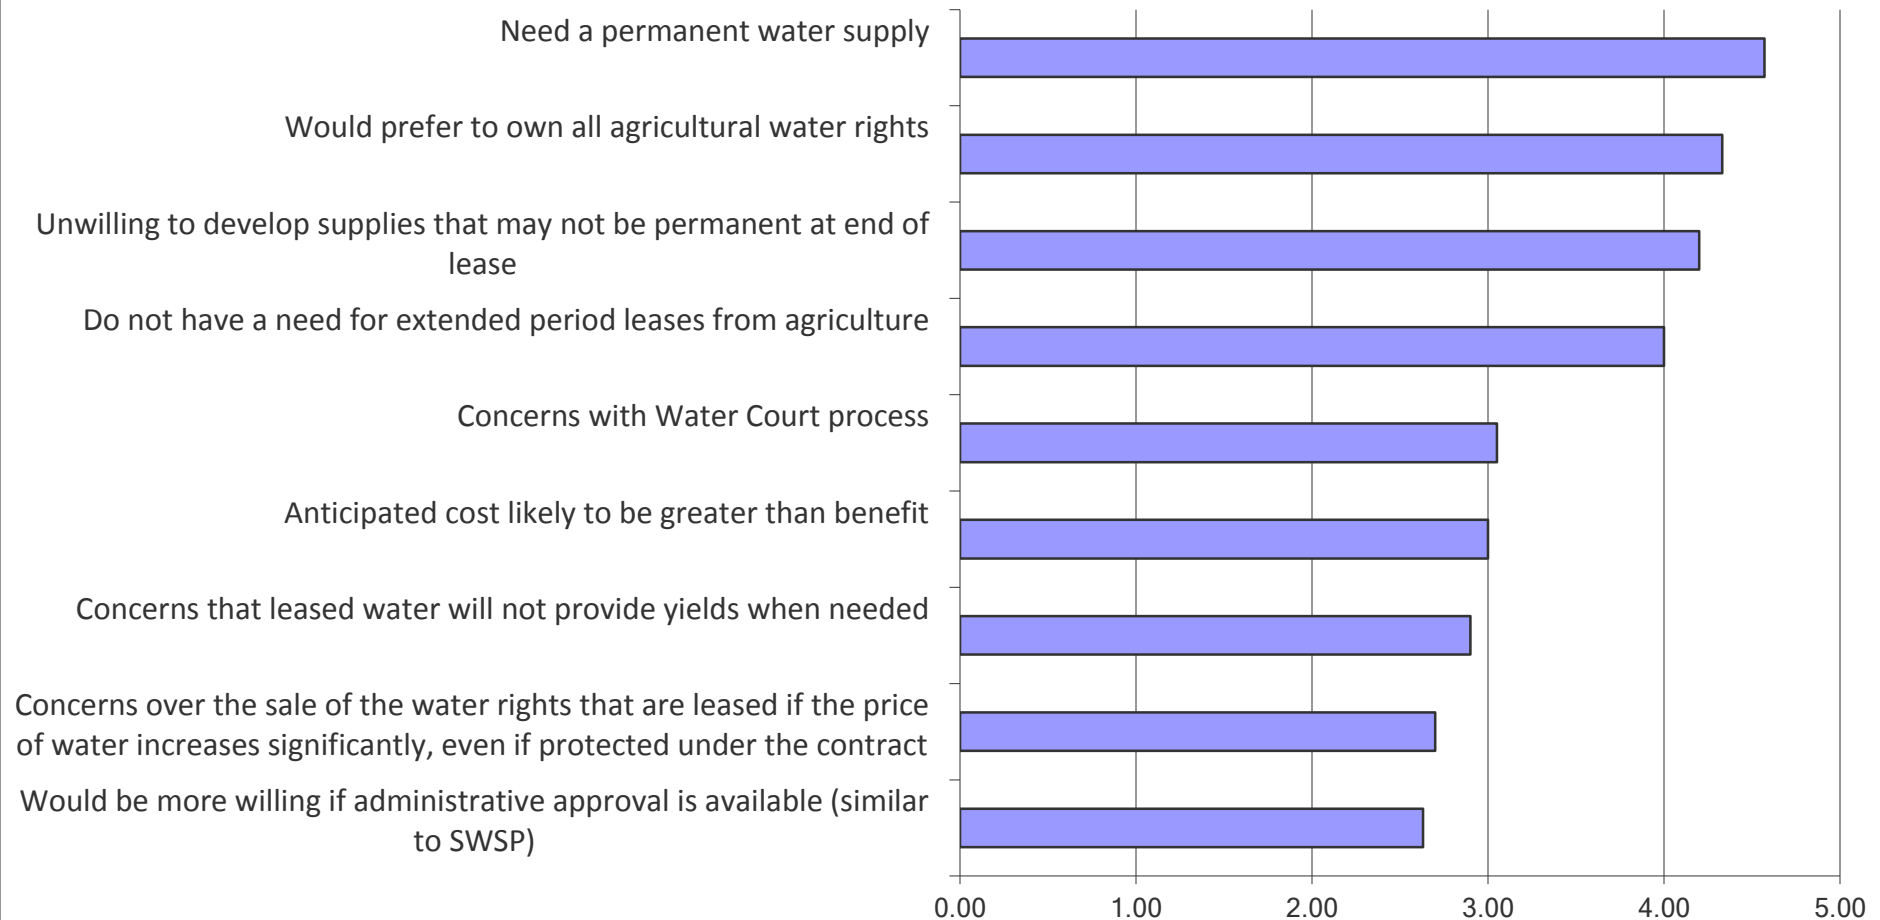 Need a permanent water supply
Would prefer to own all agricultural water rights
Unwilling to develop supplies that may not be permanent at end of
lease
Do not have a need for extended period leases from agriculture
Concerns with Water Court process
Anticipated cost likely to be greater than benefit
Concerns that leased water will not provide yields when needed
Concerns over the sale of the water rights that are leased if the price
of water increases significantly, even if protected under the contract
Would be more willing if administrative approval is available (similar
to SWSP)
0.00 1.00 2.00 3.00 4.00 5.00